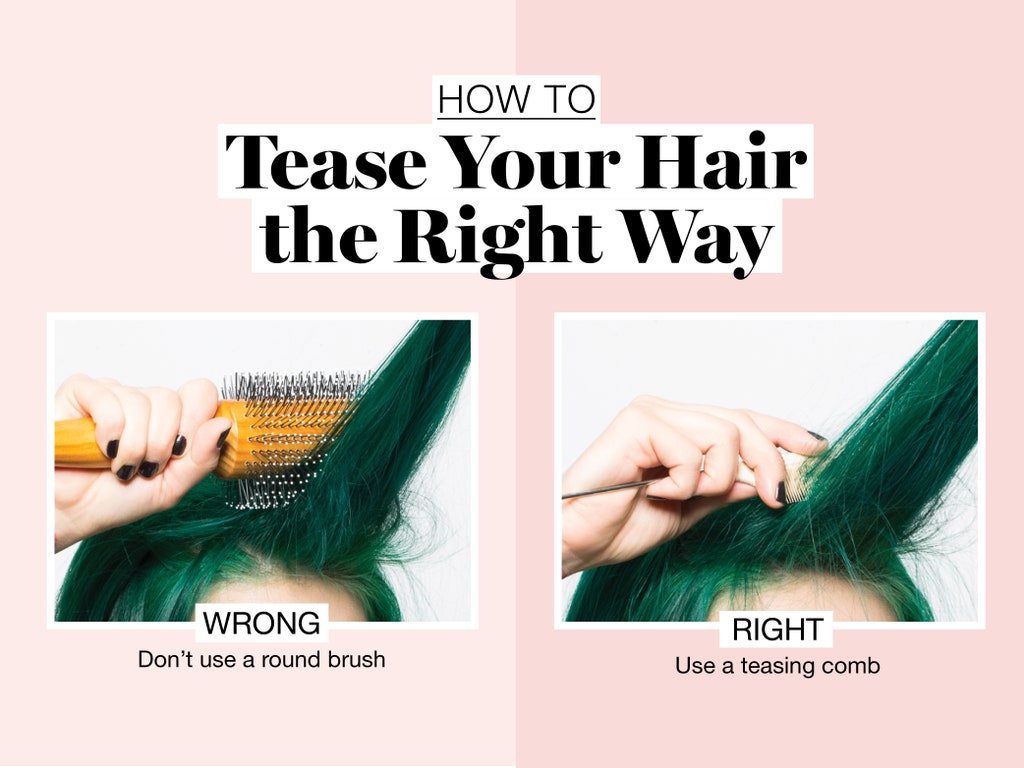 HOW TO
Tease Your Hair
the Right Way
WRONG
Don’t use a round brush
RIGHT
Use a teasing comb